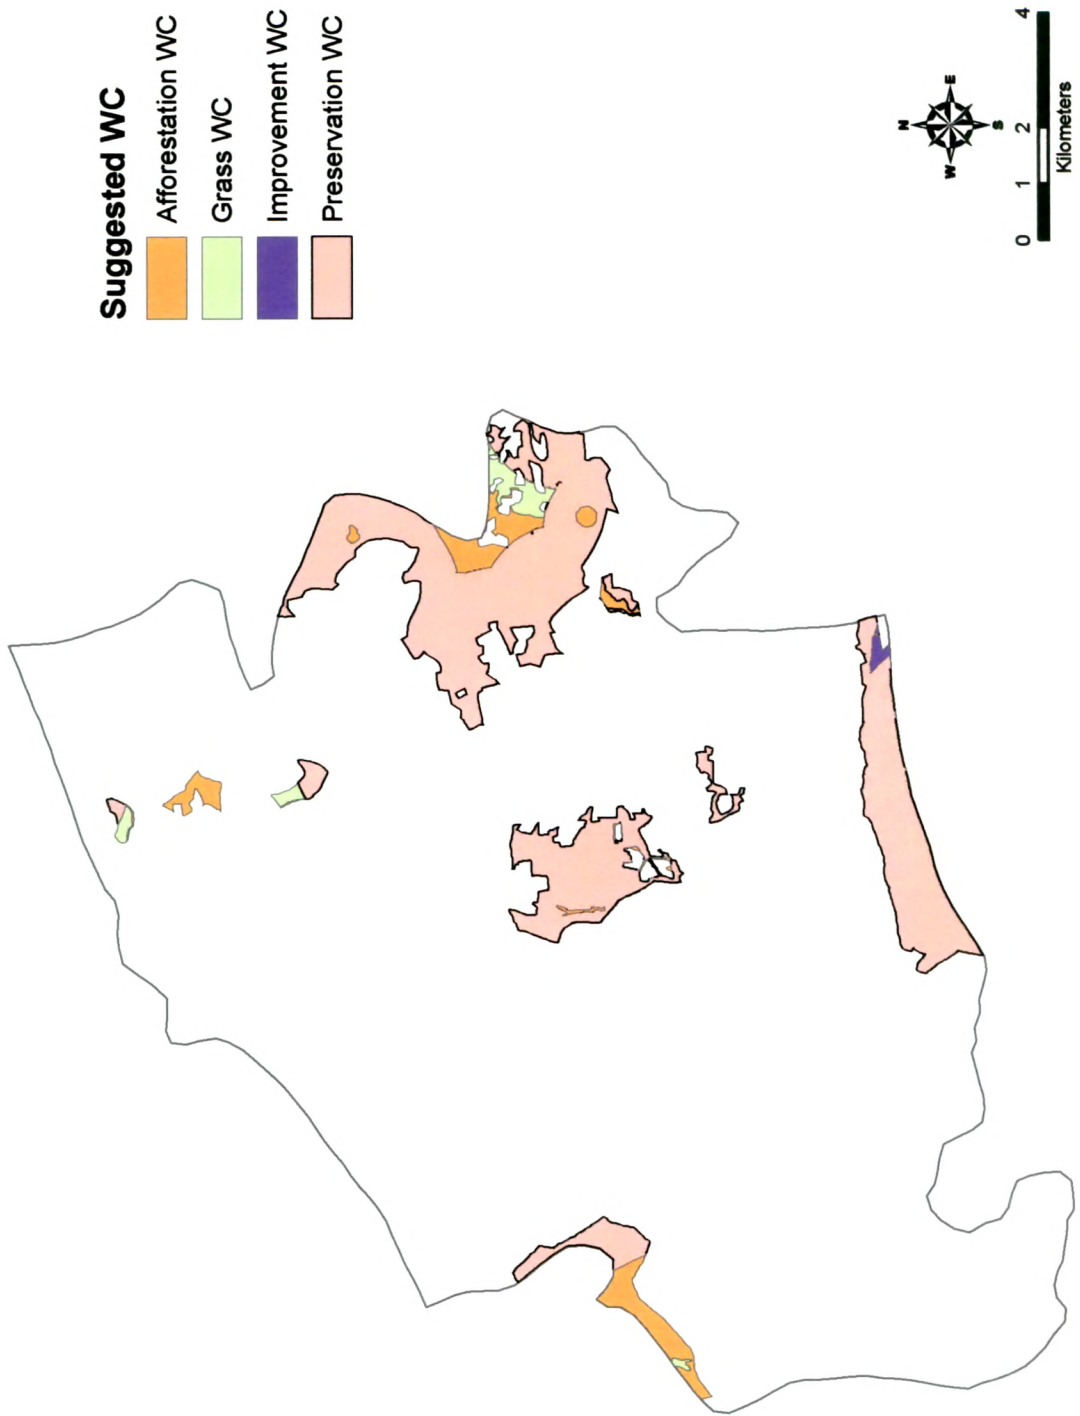 Suggested WC
Afforestation WC
Grass WC
Improvement WC
Preservation WC
N
W E
S
0 1 2 4
Kilometers